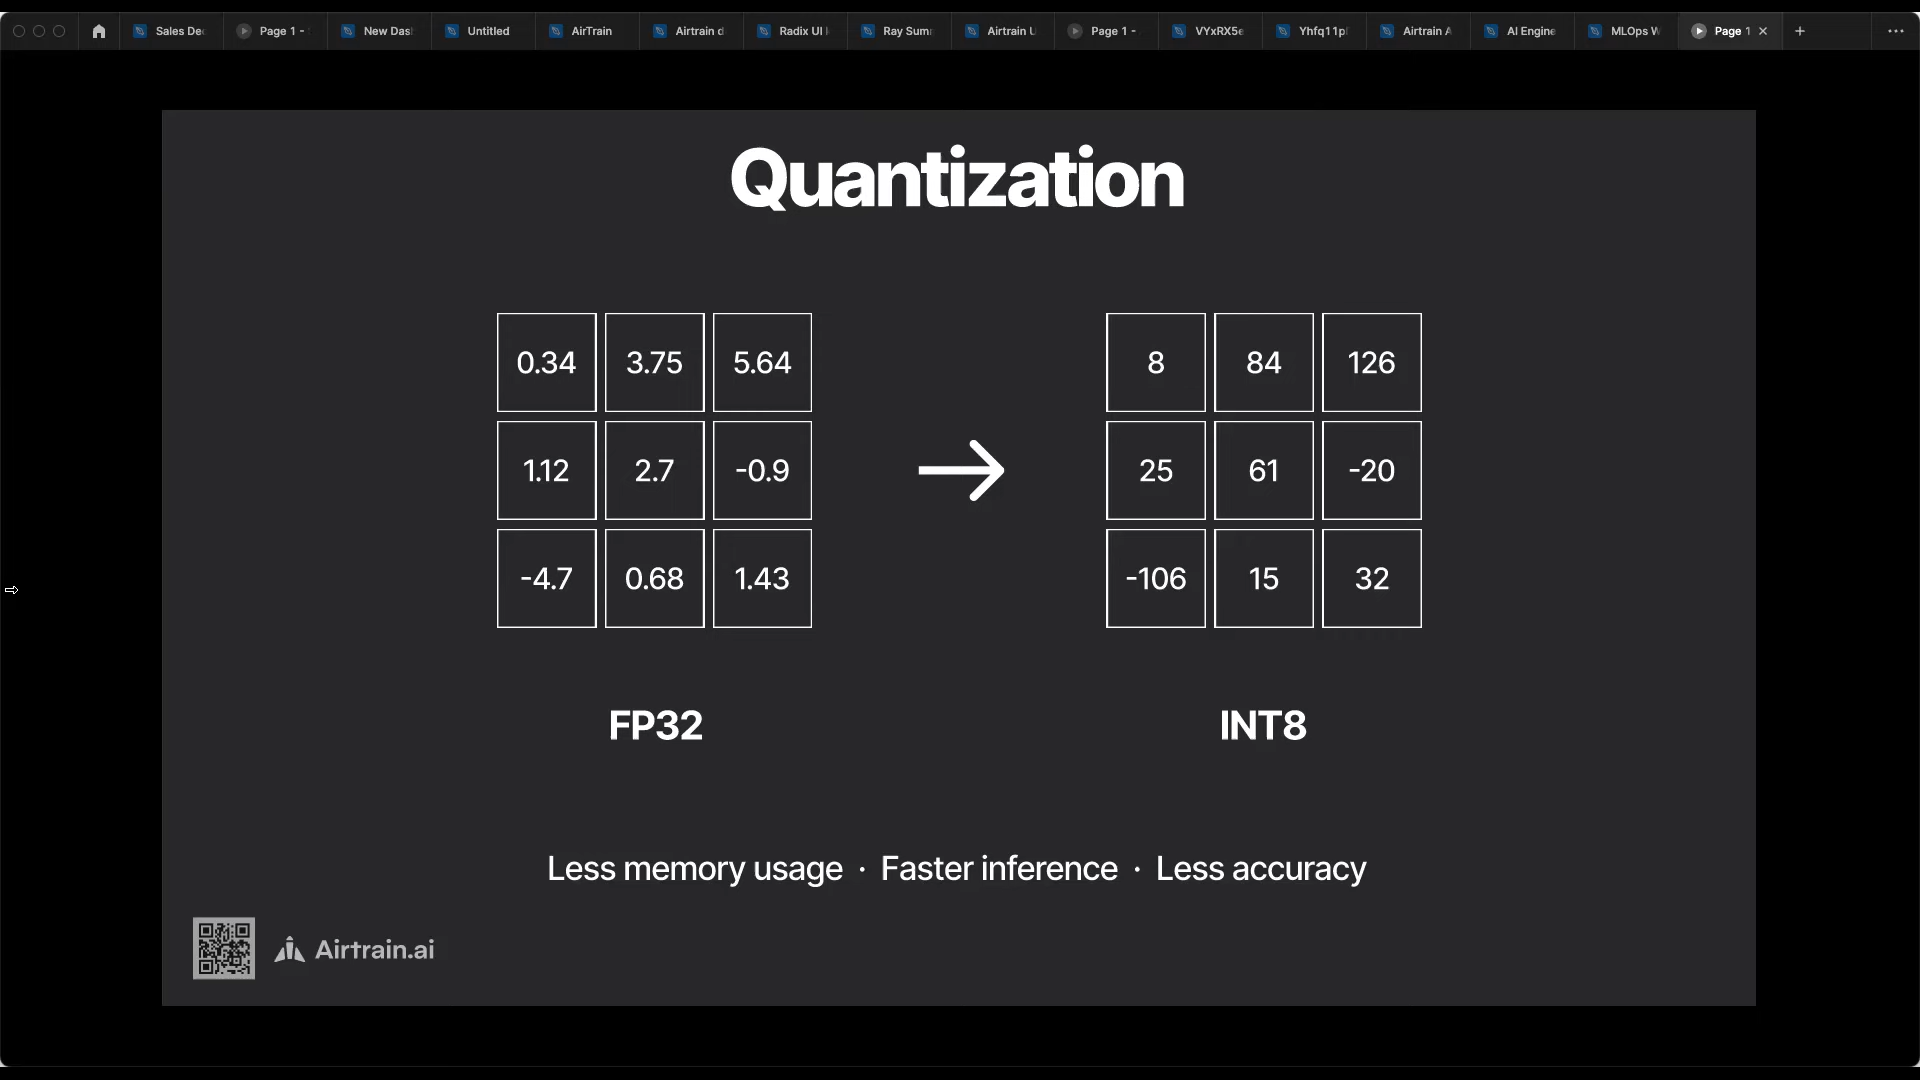 Sales De
Page 1 -
New Das
Untitled
AirTrain
Airtrain d
Radix UI
Ray Sum
Airtrain U
Page 1 -
VYxRX5e
Yhfq11p
Airtrain A
AI Engine
MLOps W
Page 1
Quantization
0.34 3.75 5.64
8 84 126
1.12 2.7 -0.9
25 61 -20
-4.7 0.68 1.43
-106 15 32
FP32
INT8
Less memory usage · Faster inference · Less accuracy
Airtrain.ai